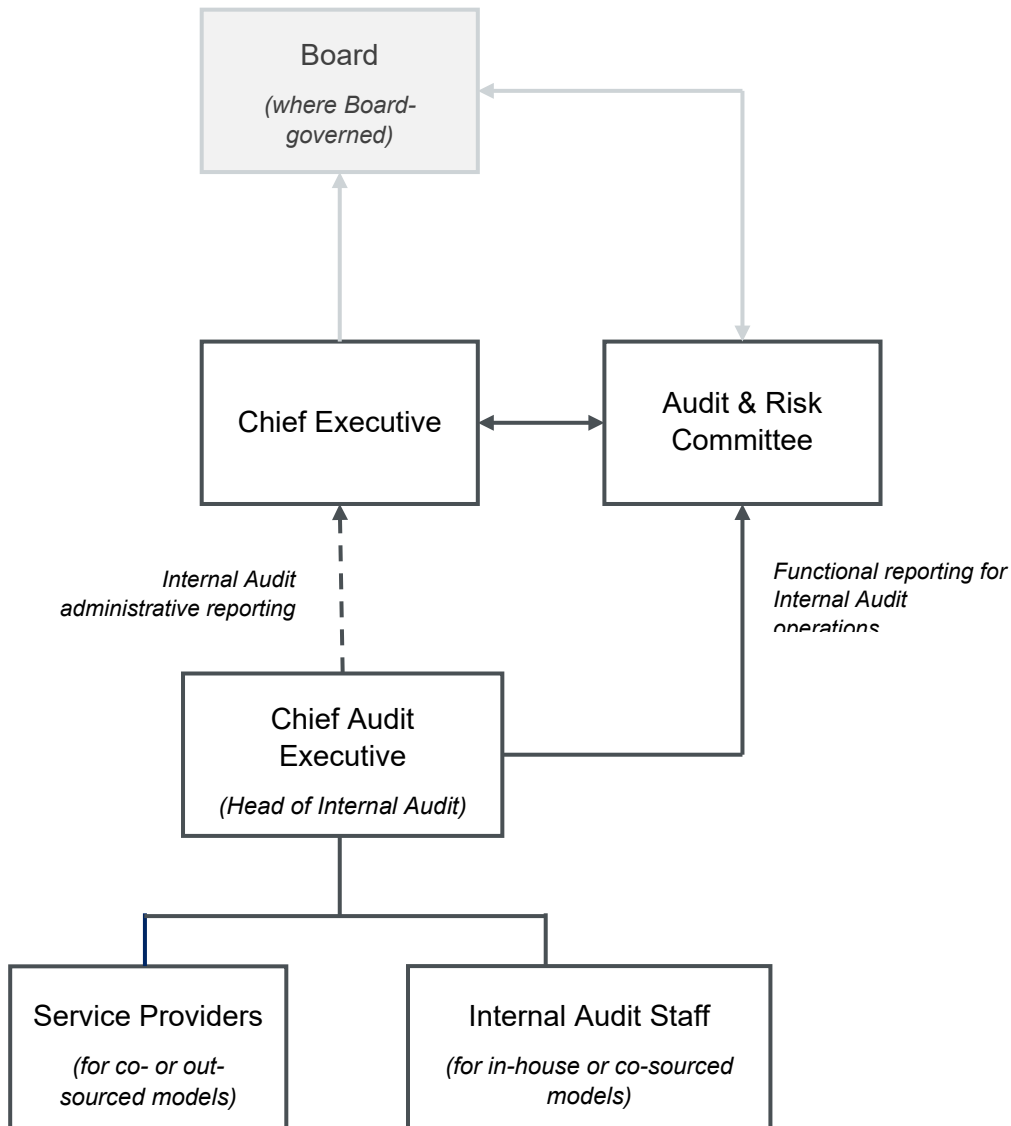 Board
(where Board-
governed)
Chief Executive
Audit & Risk
Committee
Internal Audit
administrative reporting
Functional reporting for
Internal Audit
operations
Chief Audit
Executive
(Head of Internal Audit)
Service Providers
(for co- or out-
sourced models)
Internal Audit Staff
(for in-house or co-sourced
models)